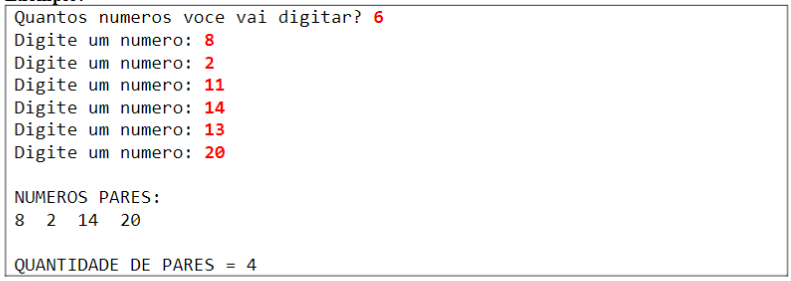 Quantos numeros voce vai digitar? 6
Digite um numero: 8
Digite um numero: 2
Digite um numero: 11
Digite um numero: 14
Digite um numero: 13
Digite um numero: 20
NUMEROS PARES:
8 2 14 20
QUANTIDADE DE PARES = 4